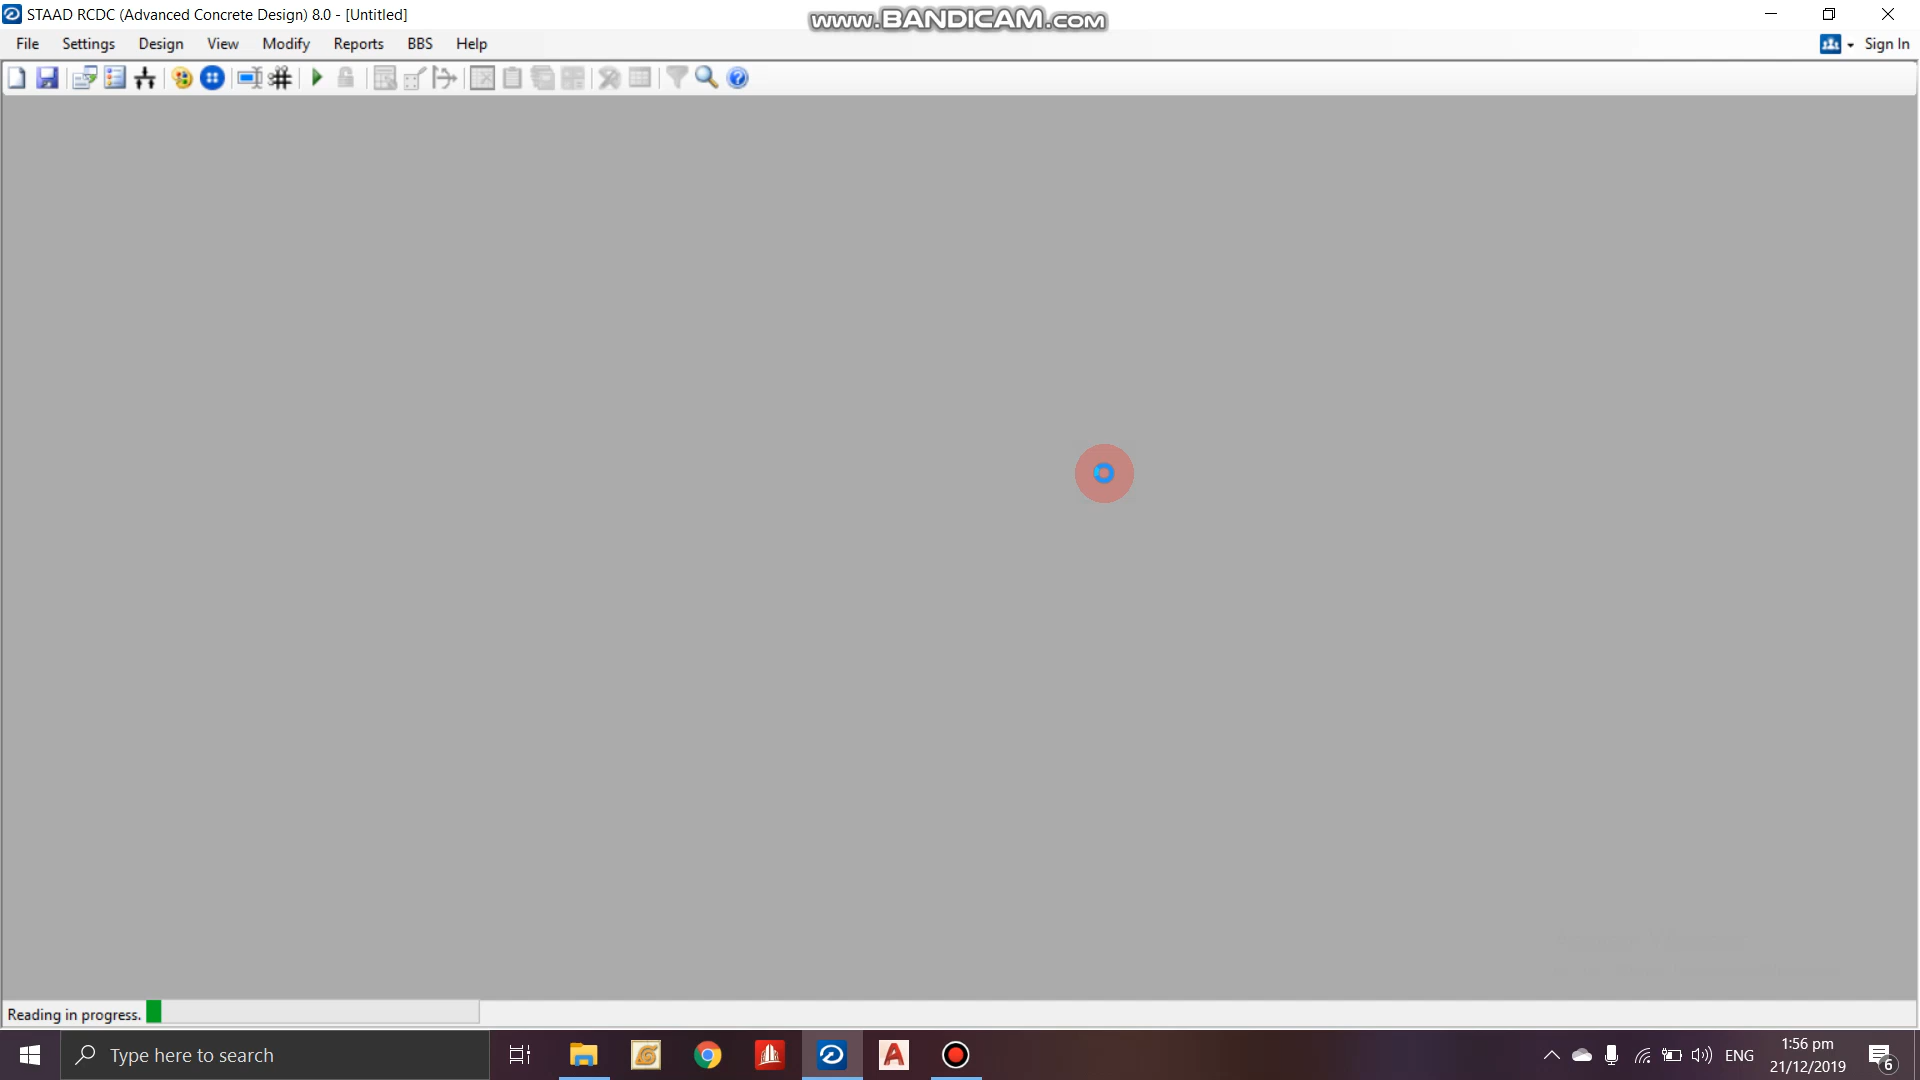 STAAD RCDC (Advanced Concrete Design) 8.0 - [Untitled]
www.BANDICAM.com
File Settings Design View Modify Reports BBS Help
Sign In
Reading in progress.
Type here to search
ENG
1:56 pm
21/12/2019
6